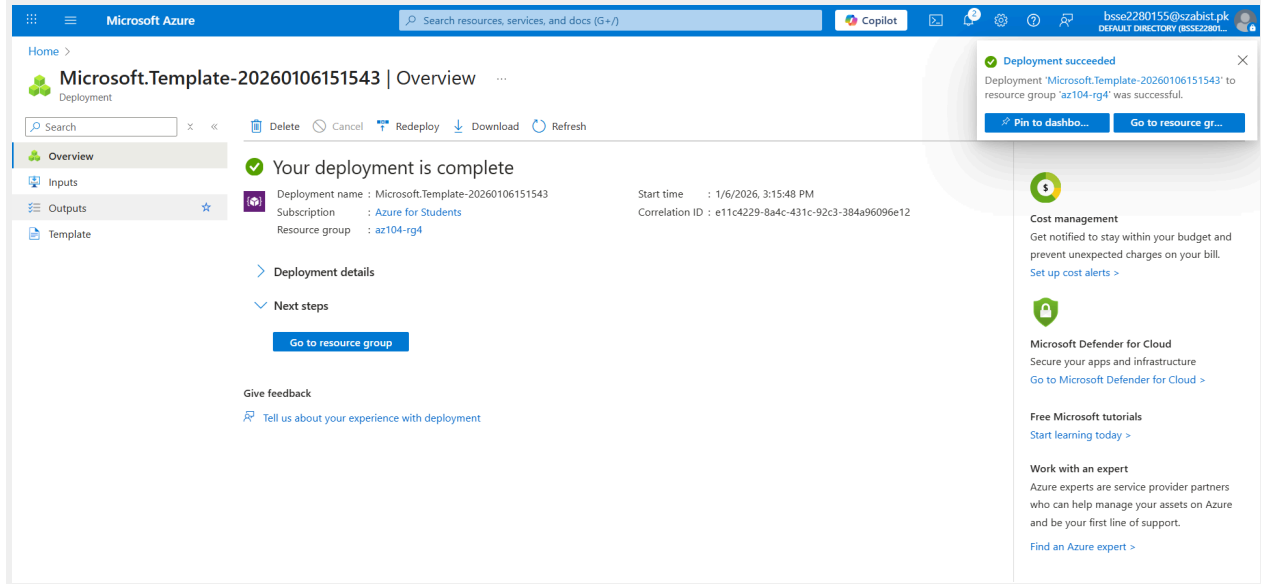 Microsoft Azure
Search resources, services, and docs (G+/)
Copilot
2
bsse2280155@szabist.pk
DEFAULT DIRECTORY (BSSE22801...
Home >
Microsoft.Template-20260106151543 | Overview ...
Deployment
Deployment succeeded
Deployment 'Microsoft.Template-20260106151543' to
resource group 'az104-rg4' was successful.
Pin to dashbo...
Go to resource gr...
Search
Delete
Cancel
Redeploy
Download
Refresh
Overview
Inputs
Outputs
Template
Your deployment is complete
Deployment name : Microsoft.Template-20260106151543
Subscription : Azure for Students
Resource group : az104-rg4
Start time : 1/6/2026, 3:15:48 PM
Correlation ID : e11c4229-8a4c-431c-92c3-384a96096e12
Deployment details
Next steps
Go to resource group
Give feedback
Tell us about your experience with deployment
Cost management
Get notified to stay within your budget and
prevent unexpected charges on your bill.
Set up cost alerts >
Microsoft Defender for Cloud
Secure your apps and infrastructure
Go to Microsoft Defender for Cloud >
Free Microsoft tutorials
Start learning today >
Work with an expert
Azure experts are service provider partners
who can help manage your assets on Azure
and be your first line of support.
Find an Azure expert >